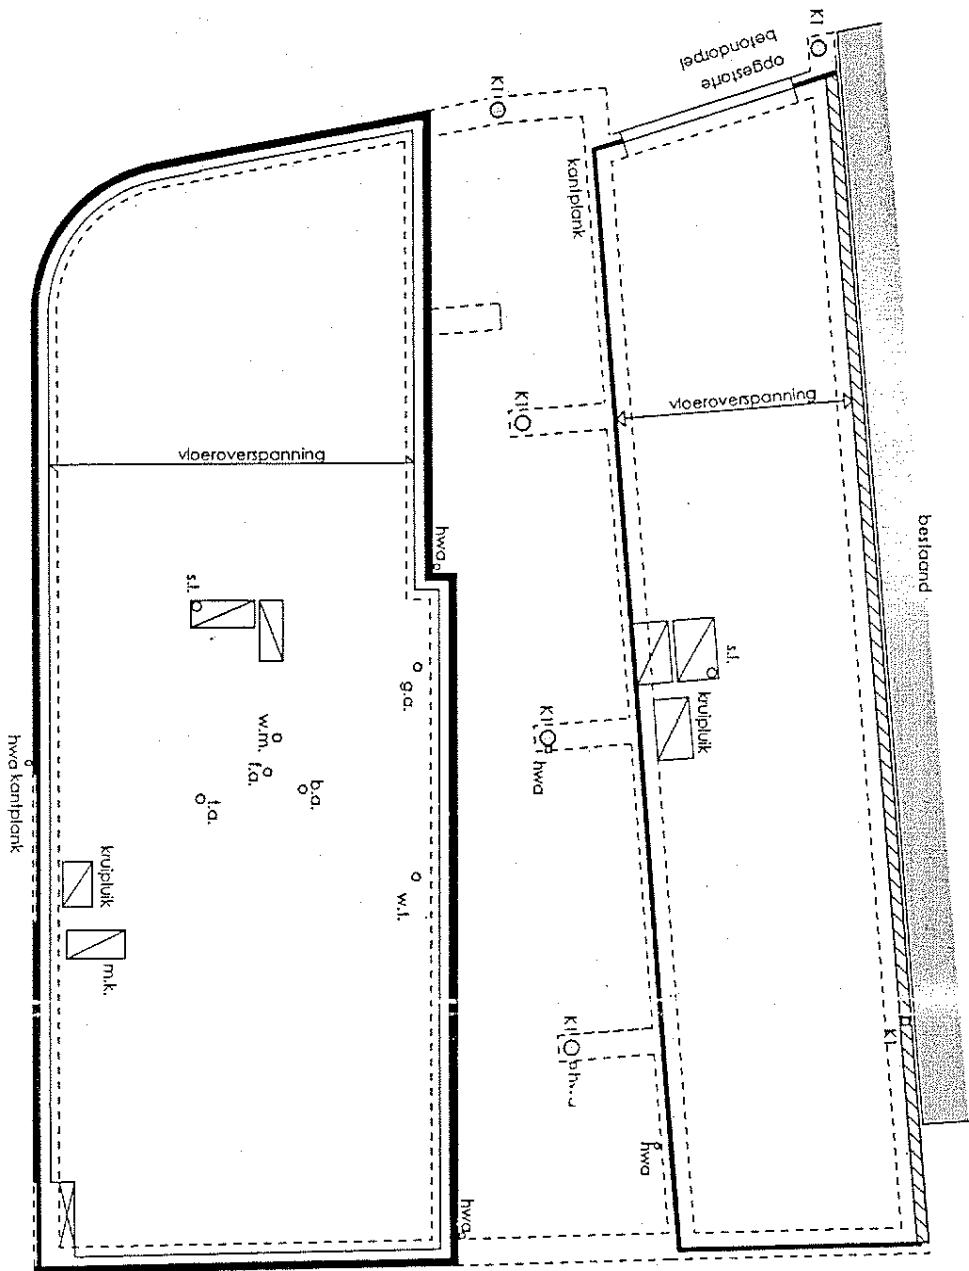 K1
opgestorte
betondorpel
K1
kantplank
vloeroverspanning
K1
vloeroverspanning
bestaand
hwa
s.l.
s.l.
g.a.
kruipluik
w.m.
K1
f.a.
hwa
b.a.
hwa kantplank
f.a.
kruipluik
w.t.
m.k.
K1
K1
hwa
hwa